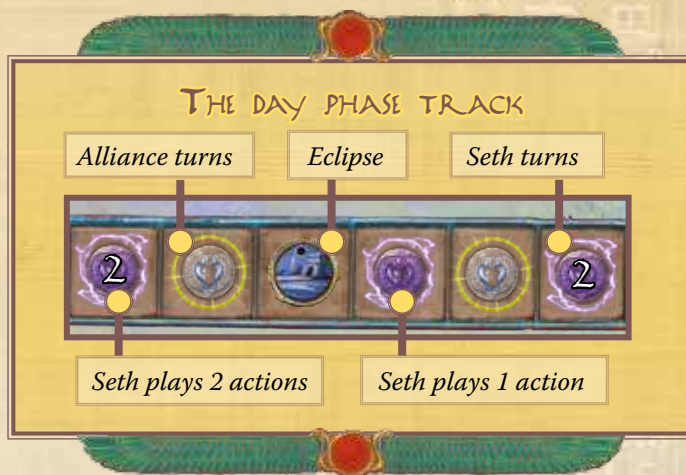 The day phase track
Alliance turns
Eclipse
Seth turns
2
2
Seth plays 2 actions
Seth plays 1 action